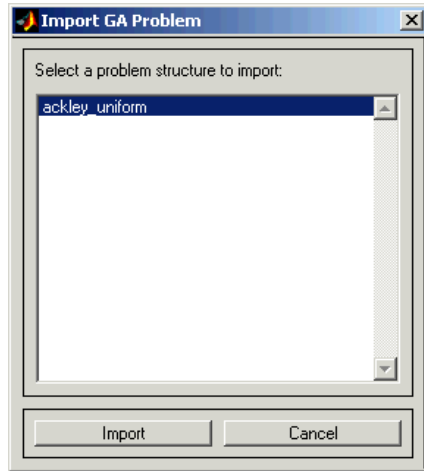 Import GA Problem
Select a problem structure to import:
ackley_uniform
Import Cancel